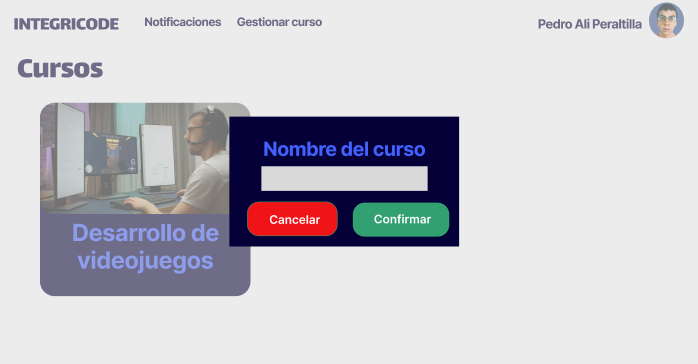 INTEGRICODE
Notificaciones
Gestionar curso
Pedro Ali Peraltilla
Cursos
Desarrollo de
videojuegos
Nombre del curso
Cancelar
Confirmar